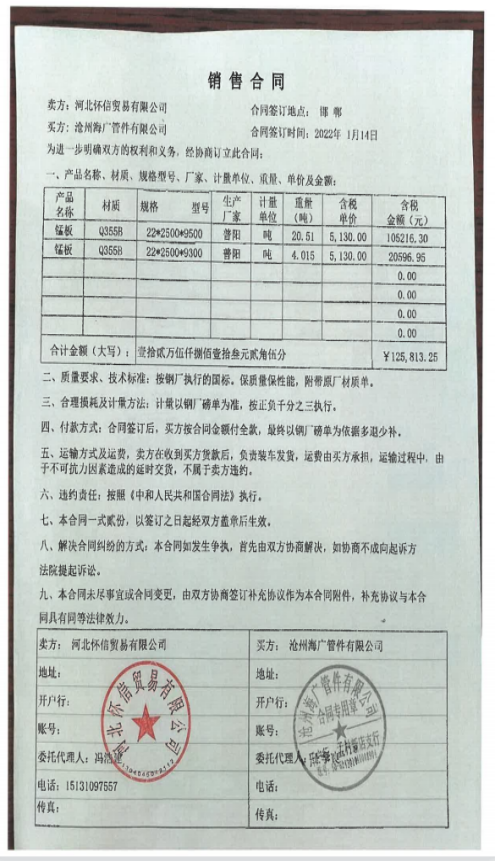 销售合同
卖方：河北怀信贸易有限公司
合同签订地点： 邯 郸
买方：沧州海广管件有限公司
合同签订时间：2022年 1月14日
为进一步明确双方的权利和义务，经协商订立此合同：
一、产品名称、材质、规格型号、厂家、计量单位、重量、单价及金额：
产品名称 材质 规格 型号 生产厂家 计量单位 重量（吨） 含税单价 含税金额（元）
锰板 Q355B 22*2500*9500 普阳 吨 20.51 5,130.00 105216.30
锰板 Q355B 22*2500*9300 普阳 吨 4.015 5,130.00 20596.95
0.00
0.00
0.00
0.00
合计金额（大写）： 壹拾贰万伍仟捌佰壹拾叁元贰角伍分 ￥125,813.25
二、质量要求、技术标准：按钢厂执行的国标。保质量保性能，附带原厂材质单。
三、合理损耗及计量方法：计量以钢厂磅单为准，按正负千分之三执行。
四、付款方式：合同签订后，买方按合同金额付全款，最终以钢厂磅单为依据多退少补。
五、运输方式及运费，卖方在收到买方货款后，负责装车发货，运费由买方承担，运输过程中，由
于不可抗力因素造成的延时交货，不属于卖方违约。
六、违约责任：按照《中和人民共和国合同法》执行。
七、本合同一式贰份，以签订之日起经双方盖章后生效。
八、解决合同纠纷的方式：本合同如发生争执，首先由双方协商解决，如协商不成向起诉方
法院提起诉讼。
九、本合同未尽事宜或合同变更，由双方协商签订补充协议作为本合同附件，补充协议与本合
同具有同等法律效力。
卖方：河北怀信贸易有限公司
买方：沧州海广管件有限公司
地址：
地址：
开户行：
开户行：
账号：
账号：
委托代理人：冯浩
委托代理人：
电话：15131097557
电话：
传真：
传真：
河北怀信贸易有限公司
沧州海广管件有限公司
合同专用章